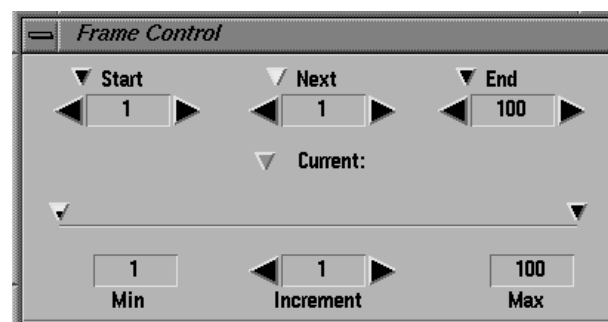 Frame Control
Start Next End
1 1 100
Current:
1 1 100
Min Increment Max